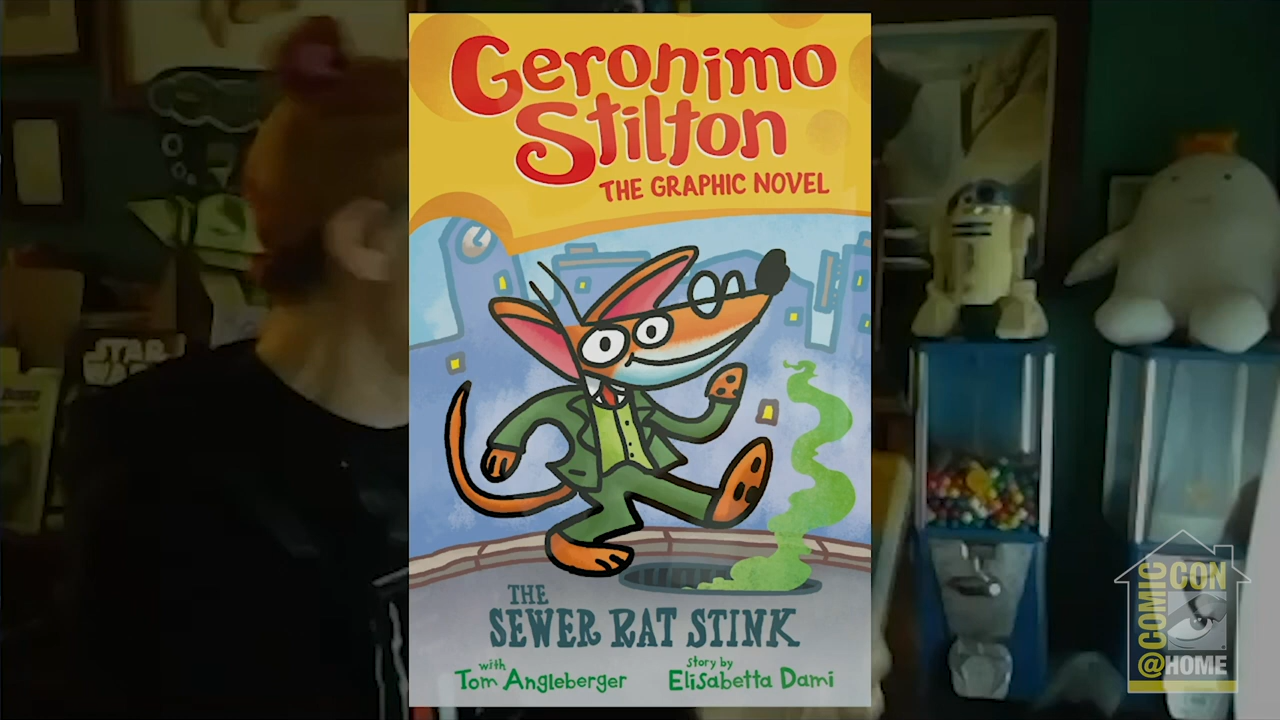 Geronimo
Stilton
THE GRAPHIC NOVEL
STAR
THE
SEWER RAT STINK
with
Tom Angleberger
story by
Elisabetta Dami
@COMIC
CON
@HOME